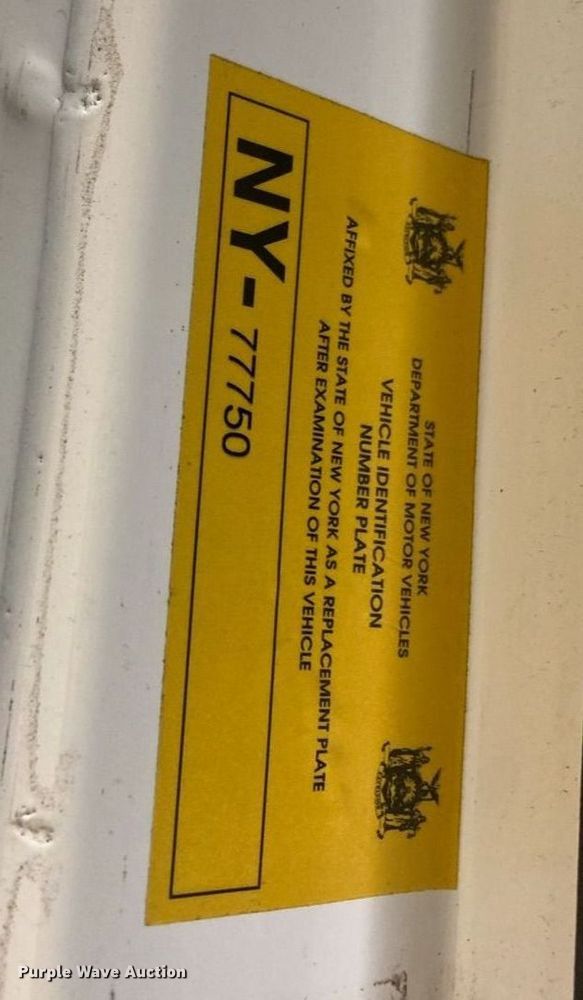 STATE OF NEW YORK
DEPARTMENT OF MOTOR VEHICLES
VEHICLE IDENTIFICATION
NUMBER PLATE
AFFIXED BY THE STATE OF NEW YORK AS A REPLACEMENT PLATE
AFTER EXAMINATION OF THIS VEHICLE
NY-77750
Purple Wave Auction